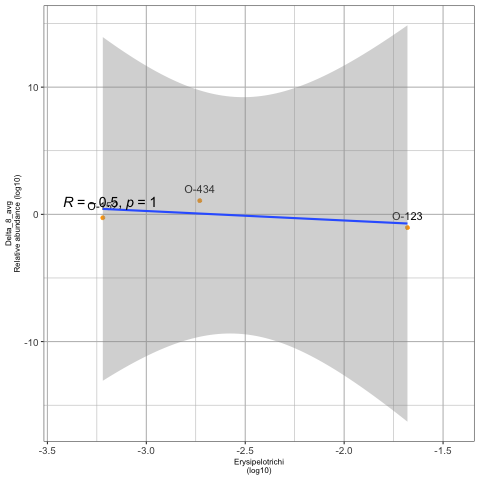 10
0
-10
-3.5
-3.0
-2.5
-2.0
-1.5
Delta_8_avg
Relative abundance (log10)
Erysipelotrichi
(log10)
R = −0.5, p = 1
O-434
O-123